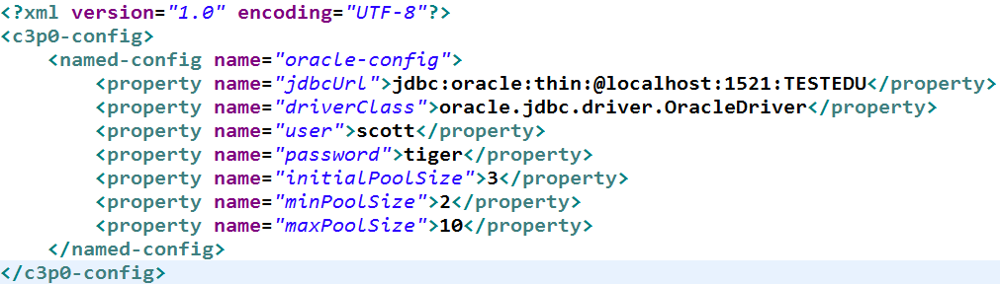 <?xml version="1.0" encoding="UTF-8"?>
<c3p0-config>
    <named-config name="oracle-config">
        <property name="jdbcUrl">jdbc:oracle:thin:@localhost:1521:TESTEDU</property>
        <property name="driverClass">oracle.jdbc.driver.OracleDriver</property>
        <property name="user">scott</property>
        <property name="password">tiger</property>
        <property name="initialPoolSize">3</property>
        <property name="minPoolSize">2</property>
        <property name="maxPoolSize">10</property>
    </named-config>
</c3p0-config>